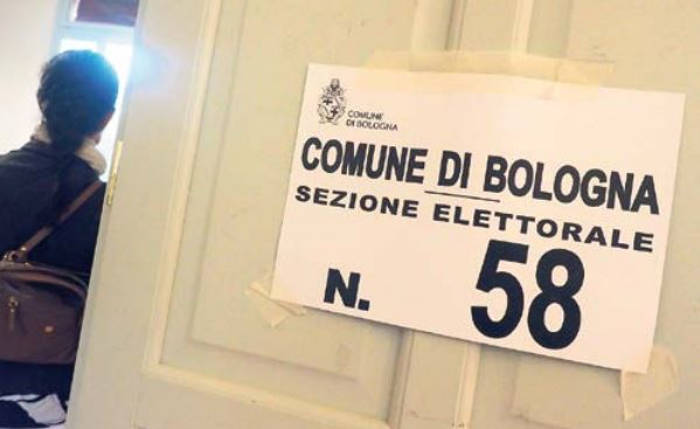 COMUNE
DI BOLOGNA
COMUNE DI BOLOGNA
SEZIONE ELETTORALE
N. 58